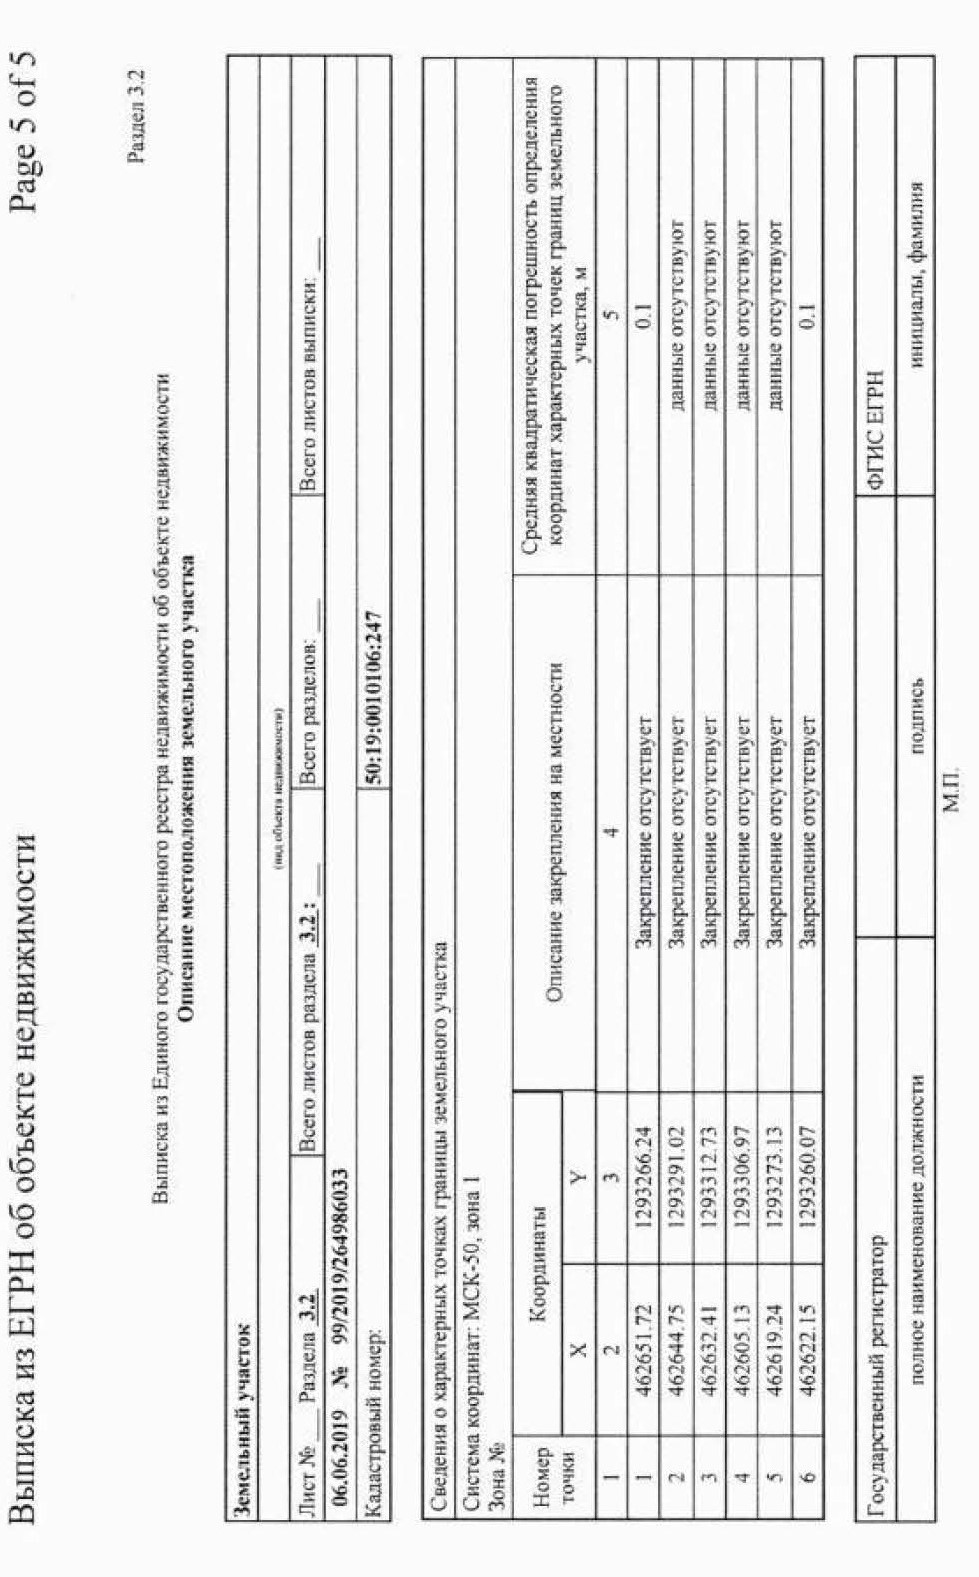 Выписка из ЕГРН об объекте недвижимости Page 5 of 5
Раздел 3.2
Выписка из Единого государственного реестра недвижимости об объекте недвижимости
Описание местоположения земельного участка
Земельный участок
(вид объекта недвижимости)
Лист № ___ Раздела 3.2 Всего листов раздела 3.2 : ___ Всего разделов: ___ Всего листов выписки: ___
06.06.2019 № 99/2019/264986033
Кадастровый номер: 50:19:0010106:247
Сведения о характерных точках границы земельного участка
Система координат: МСК-50, зона 1
Зона №
Номер точки Координаты Описание закрепления на местности Средняя квадратическая погрешность определения
координат характерных точек границ земельного
участка, м
X Y
1 2 3 4 5
1 462651.72 1293266.24 Закрепление отсутствует 0.1
2 462644.75 1293291.02 Закрепление отсутствует данные отсутствуют
3 462632.41 1293312.73 Закрепление отсутствует данные отсутствуют
4 462605.13 1293306.97 Закрепление отсутствует данные отсутствуют
5 462619.24 1293273.13 Закрепление отсутствует данные отсутствуют
6 462622.15 1293260.07 Закрепление отсутствует 0.1
Государственный регистратор ФГИС ЕГРН
полное наименование должности подпись инициалы, фамилия
М.П.